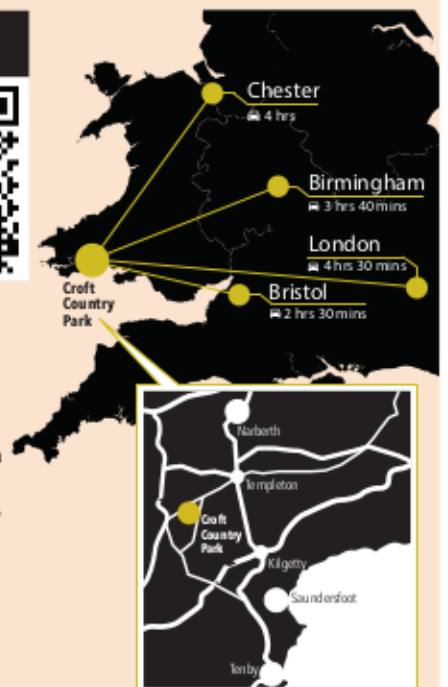 Chester
4 hrs
Birmingham
3 hrs 40 mins
London
4 hrs 30 mins
Bristol
2 hrs 30 mins
Croft
Country
Park
Narberth
Templeton
Croft
Country
Park
Kilgetty
Saundersfoot
Tenby